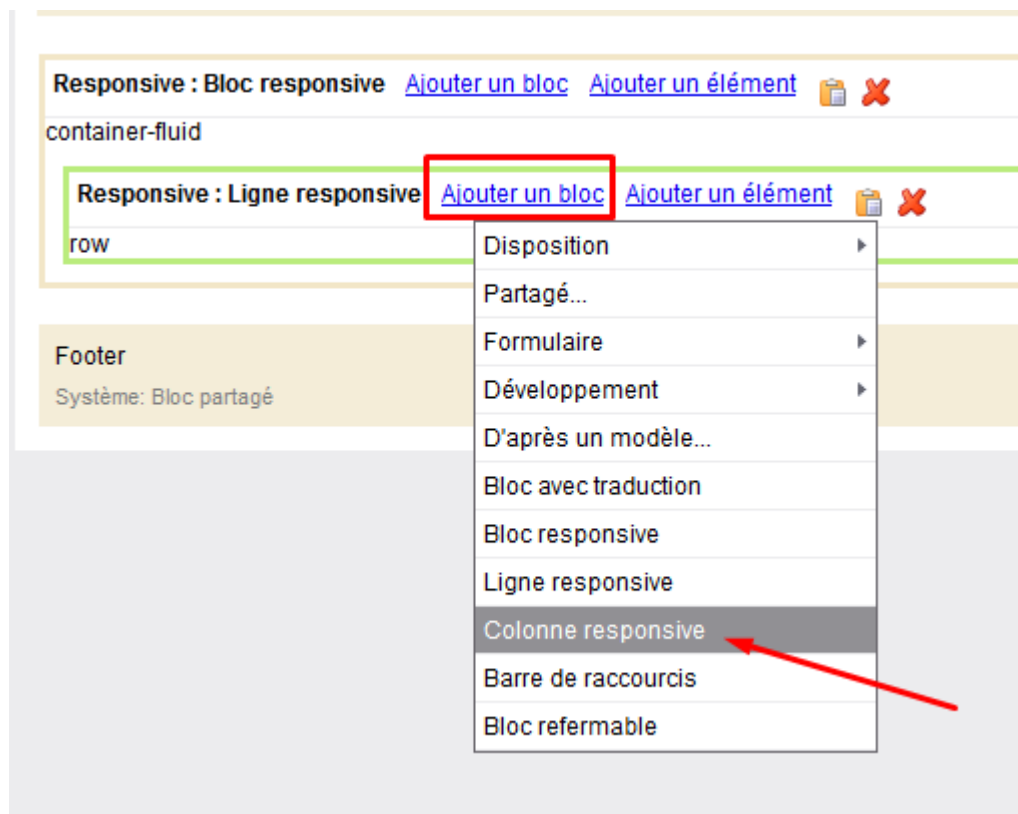 Responsive : Bloc responsive Ajouter un bloc Ajouter un élément
container-fluid
Responsive : Ligne responsive Ajouter un bloc Ajouter un élément
row
Disposition
Partagé...
Formulaire
Développement
D'après un modèle...
Bloc avec traduction
Bloc responsive
Ligne responsive
Colonne responsive
Barre de raccourcis
Bloc refermable
Footer
Système: Bloc partagé